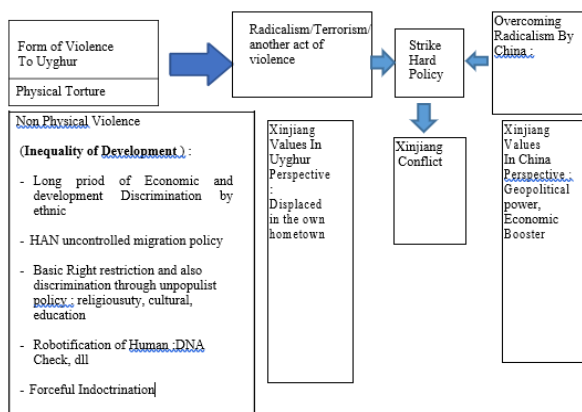 Form of Violence
To Uyghur
Physical Torture
Non Physical Violence
(Inequality of Development ) :
- Long priod of Economic and
development Discrimination by
ethnic
- HAN uncontrolled migration policy
- Basic Right restriction and also
discrimination through unpopulist
policy : religiousuty, cultural,
education
- Robotification of Human :DNA
Check, dll
- Forceful Indoctrination
Radicalism/Terrorism/
another act of
violence
Strike
Hard
Policy
Overcoming
Radicalism By
China :
Xinjiang
Values In
Uyghur
Perspective
:
Displaced
in the own
hometown
Xinjiang
Conflict
Xinjiang
Values
In China
Perspective :
Geopolitical
power,
Economic
Booster